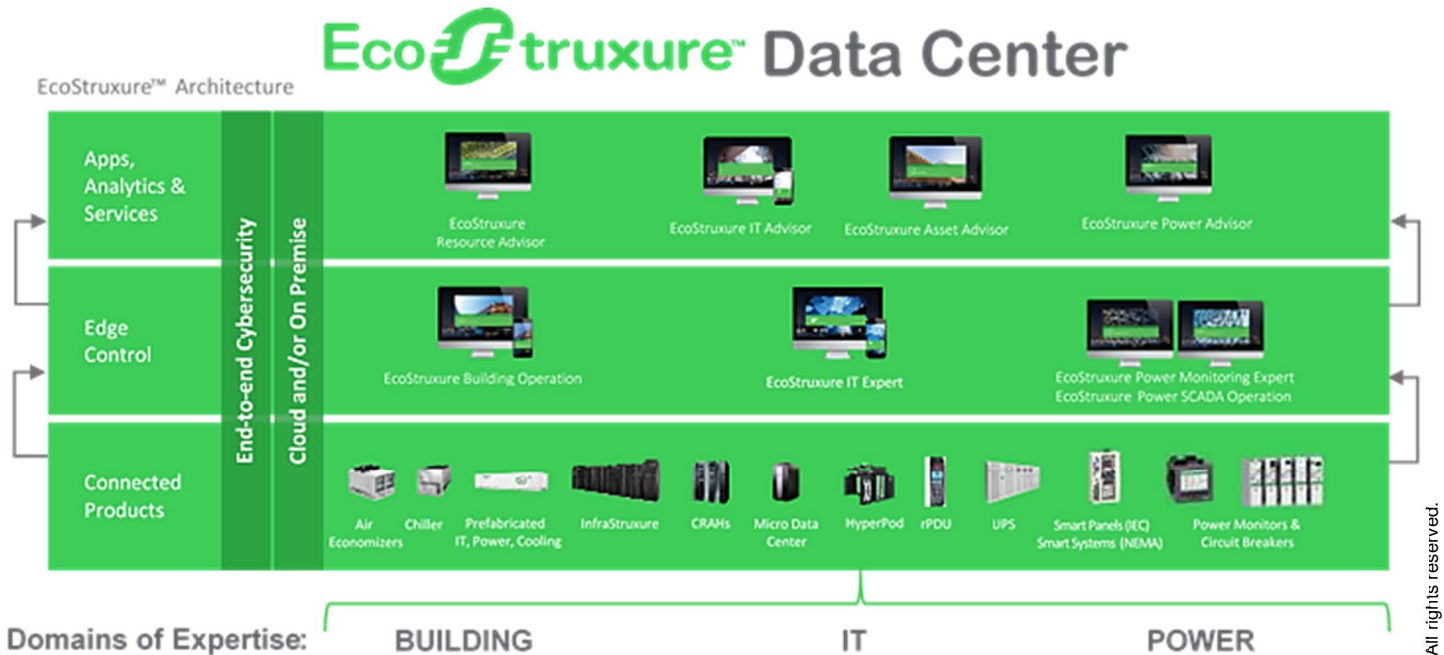 EcoStruxure™ Data Center
EcoStruxure™ Architecture
Apps,
Analytics &
Services
End-to-end Cybersecurity
Cloud and/or On Premise
EcoStruxure
Resource Advisor
EcoStruxure IT Advisor
EcoStruxure Asset Advisor
EcoStruxure Power Advisor
Edge
Control
EcoStruxure Building Operation
EcoStruxure IT Expert
EcoStruxure Power Monitoring Expert
EcoStruxure Power SCADA Operation
Connected
Products
Air
Economizers
Chiller
Prefabricated
IT, Power, Cooling
InfraStruxure
CRAHs
Micro Data
Center
HyperPod
rPDU
UPS
Smart Panels (IEC)
Smart Systems (NEMA)
Power Monitors &
Circuit Breakers
All rights reserved.
Domains of Expertise:
BUILDING
IT
POWER